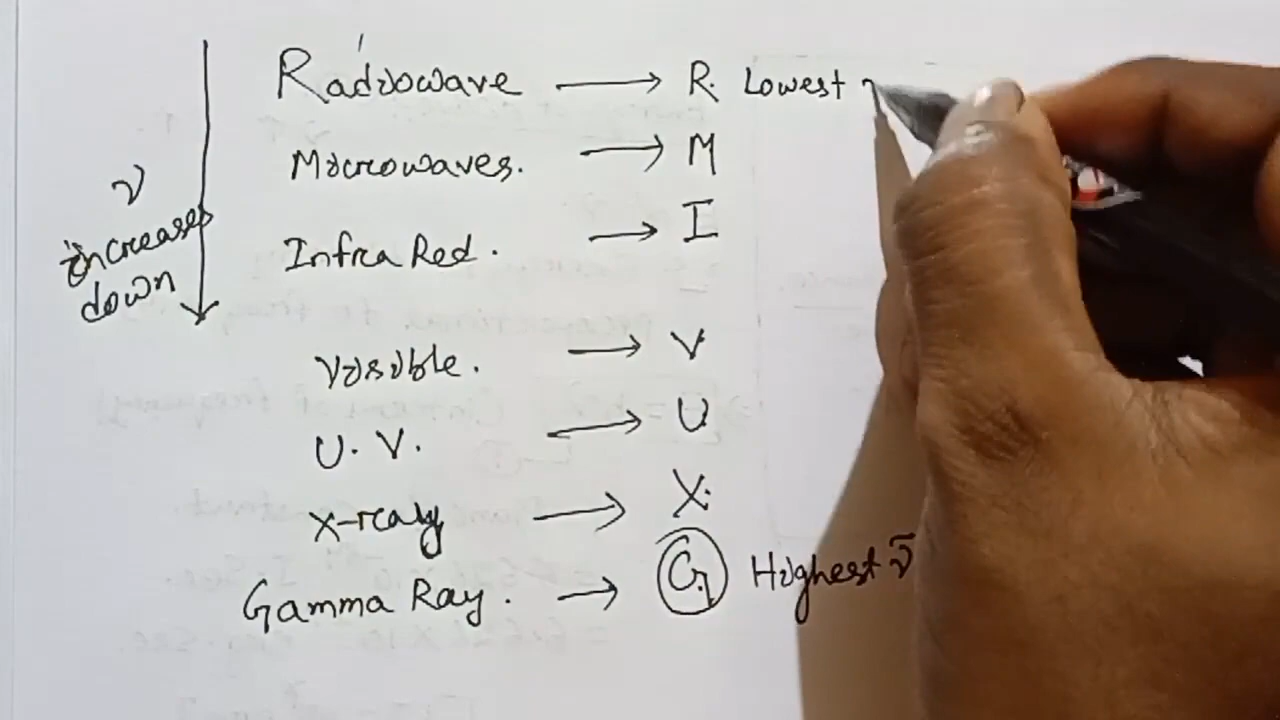 Radiowave → R. Lowest
Microwaves. → M
ν
increases
down
Infra Red. → I
Visible. → V
U. V. → U
X-ray → X.
Gamma Ray. → G Highest ν̄